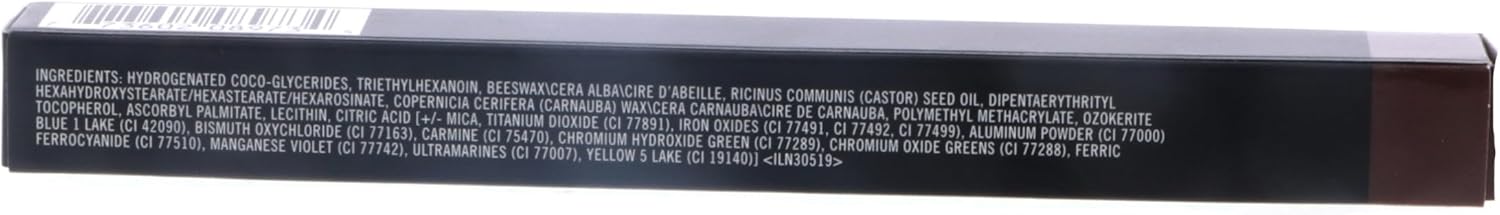 INGREDIENTS: HYDROGENATED COCO-GLYCERIDES, TRIETHYLHEXANOIN, BEESWAX\CERA ALBA\CIRE D'ABEILLE, RICINUS COMMUNIS (CASTOR) SEED OIL, DIPENTAERYTHRITYL
HEXAHYDROXYSTEARATE/HEXASTEARATE/HEXAROSINATE, COPERNICIA CERIFERA (CARNAUBA) WAX\CERA CARNAUBA\CIRE DE CARNAUBA, POLYMETHYL METHACRYLATE, OZOKERITE
TOCOPHEROL, ASCORBYL PALMITATE, LECITHIN, CITRIC ACID [+/- MICA, TITANIUM DIOXIDE (CI 77891), IRON OXIDES (CI 77491, CI 77492, CI 77499), ALUMINUM POWDER (CI 77000)
BLUE 1 LAKE (CI 42090), BISMUTH OXYCHLORIDE (CI 77163), CARMINE (CI 75470), CHROMIUM HYDROXIDE GREEN (CI 77289), CHROMIUM OXIDE GREENS (CI 77288), FERRIC
FERROCYANIDE (CI 77510), MANGANESE VIOLET (CI 77742), ULTRAMARINES (CI 77007), YELLOW 5 LAKE (CI 19140)] <ILN30519>